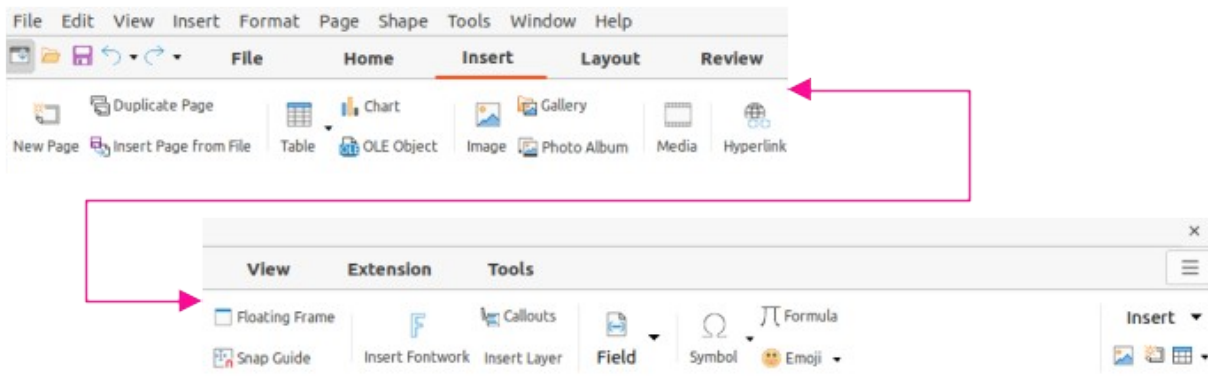 File Edit View Insert Format Page Shape Tools Window Help
File Home Insert Layout Review
Duplicate Page Chart Gallery
New Page Insert Page from File Table OLE Object Image Photo Album Media Hyperlink
View Extension Tools
Floating Frame Callouts Formula Insert
Snap Guide Insert Fontwork Insert Layer Field Symbol Emoji